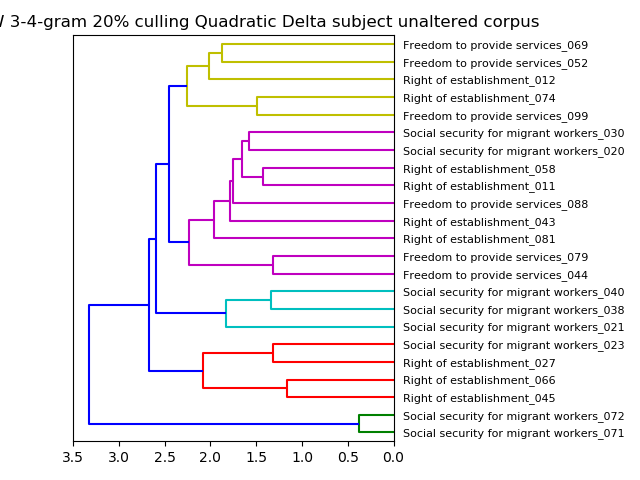 3-4-gram 20% culling Quadratic Delta subject unaltered corpus
Freedom to provide services_069
Freedom to provide services_052
Right of establishment_012
Right of establishment_074
Freedom to provide services_099
Social security for migrant workers_030
Social security for migrant workers_020
Right of establishment_058
Right of establishment_011
Freedom to provide services_088
Right of establishment_043
Right of establishment_081
Freedom to provide services_079
Freedom to provide services_044
Social security for migrant workers_040
Social security for migrant workers_038
Social security for migrant workers_021
Social security for migrant workers_023
Right of establishment_027
Right of establishment_066
Right of establishment_045
Social security for migrant workers_072
Social security for migrant workers_071
3.5 3.0 2.5 2.0 1.5 1.0 0.5 0.0